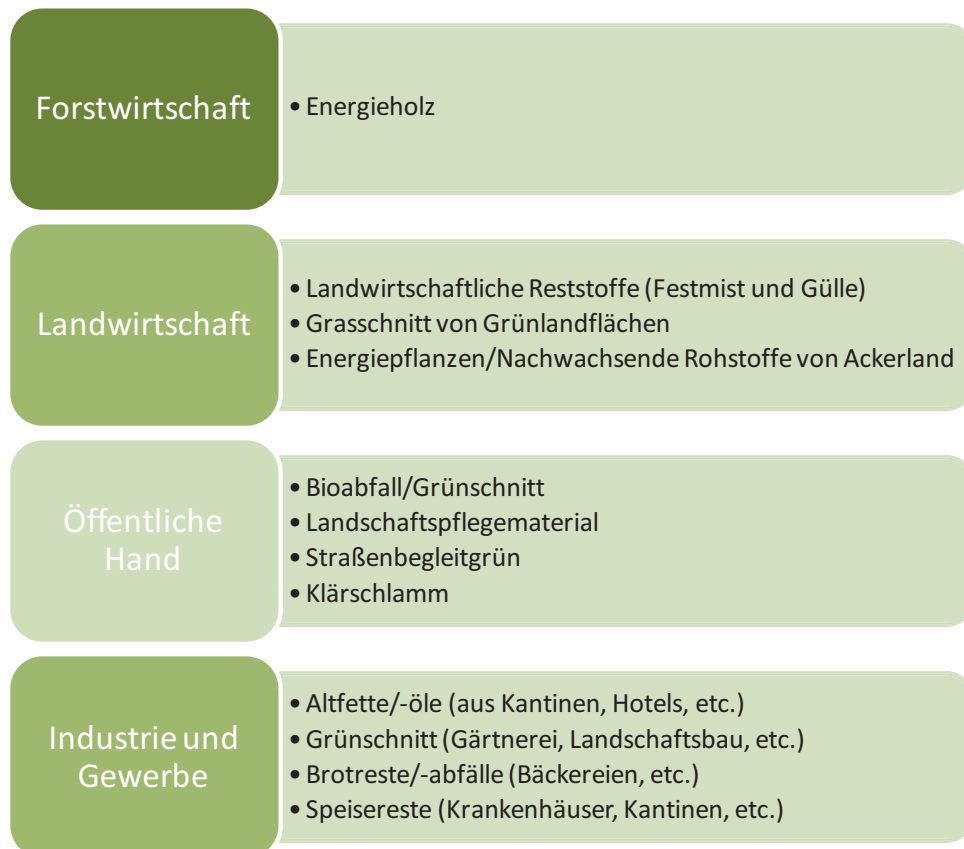 Forstwirtschaft
• Energieholz
Landwirtschaft
• Landwirtschaftliche Reststoffe (Festmist und Gülle)
• Grasschnitt von Grünlandflächen
• Energiepflanzen/Nachwachsende Rohstoffe von Ackerland
Öffentliche
Hand
• Bioabfall/Grünschnitt
• Landschaftspflegematerial
• Straßenbegleitgrün
• Klärschlamm
Industrie und
Gewerbe
• Altfette/-öle (aus Kantinen, Hotels, etc.)
• Grünschnitt (Gärtnerei, Landschaftsbau, etc.)
• Brotreste/-abfälle (Bäckereien, etc.)
• Speisereste (Krankenhäuser, Kantinen, etc.)